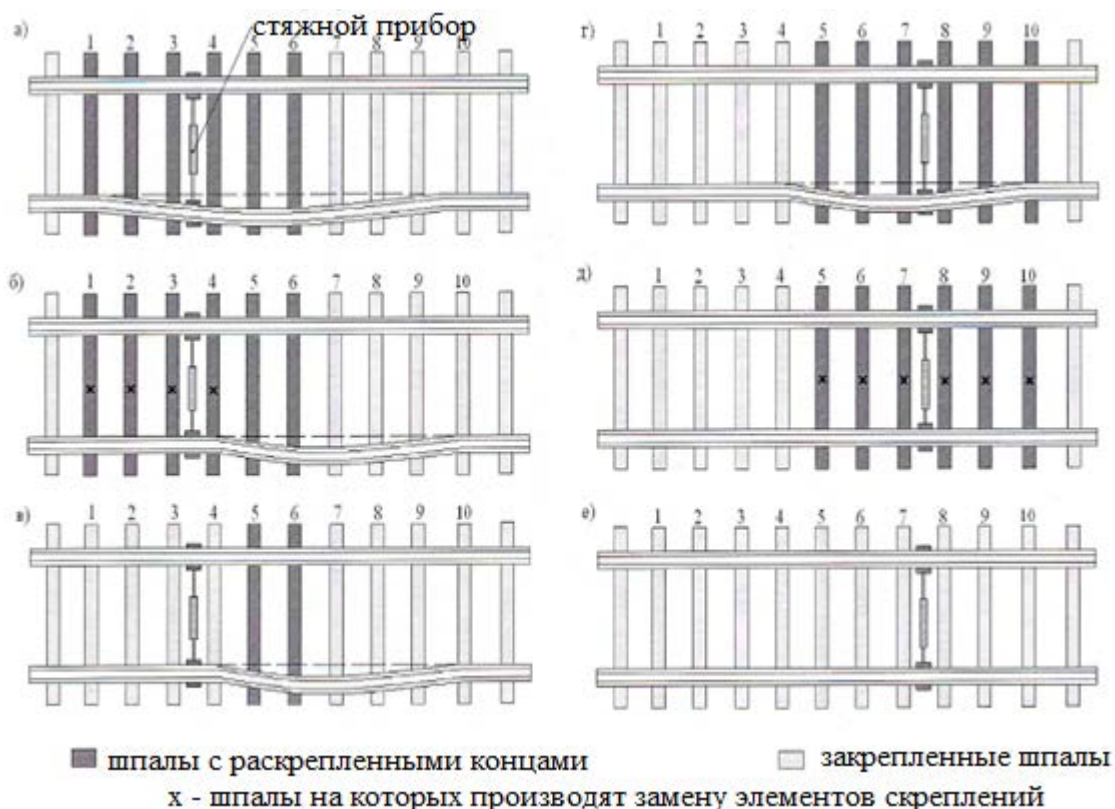 стяжной прибор
а)
1 2 3 4 5 6 7 8 9 10
г)
1 2 3 4 5 6 7 8 9 10
б)
1 2 3 4 5 6 7 8 9 10
x x x x
д)
1 2 3 4 5 6 7 8 9 10
x x x x x x
в)
1 2 3 4 5 6 7 8 9 10
е)
1 2 3 4 5 6 7 8 9 10
шпалы с раскрепленными концами
закрепленные шпалы
х - шпалы на которых производят замену элементов скреплений